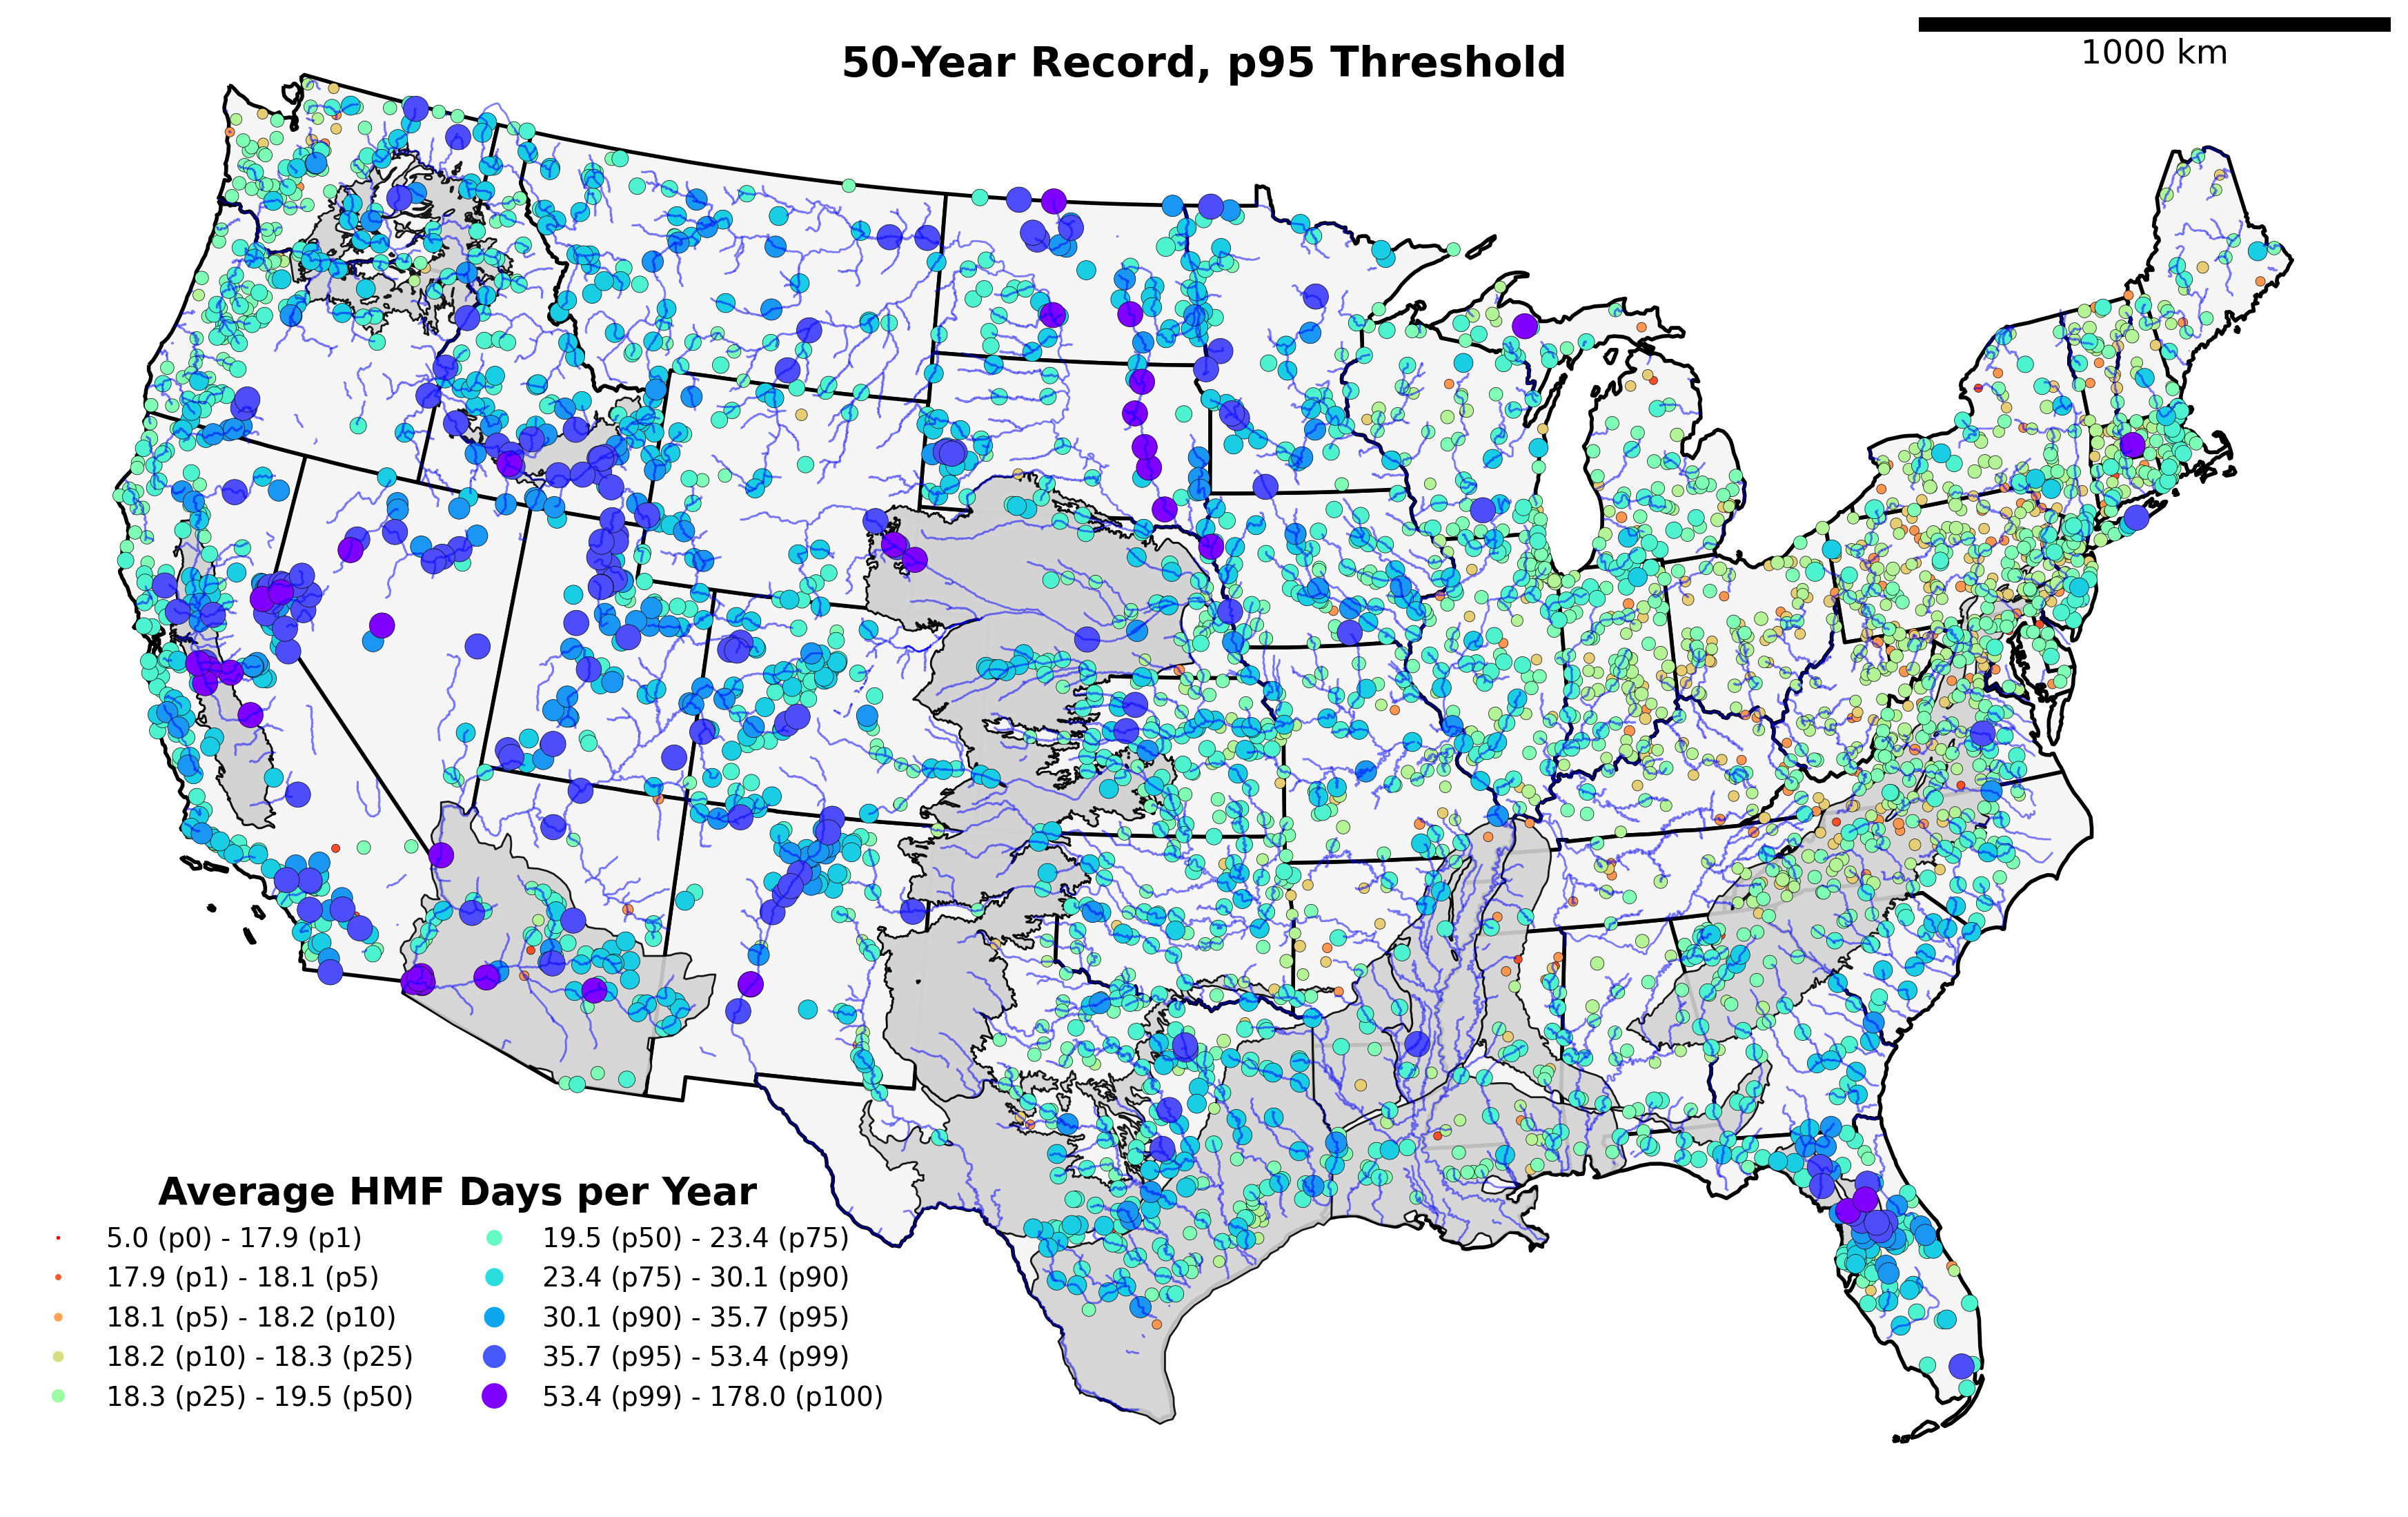 1000 km
50-Year Record, p95 Threshold
Average HMF Days per Year
5.0 (p0) - 17.9 (p1)
17.9 (p1) - 18.1 (p5)
18.1 (p5) - 18.2 (p10)
18.2 (p10) - 18.3 (p25)
18.3 (p25) - 19.5 (p50)
19.5 (p50) - 23.4 (p75)
23.4 (p75) - 30.1 (p90)
30.1 (p90) - 35.7 (p95)
35.7 (p95) - 53.4 (p99)
53.4 (p99) - 178.0 (p100)